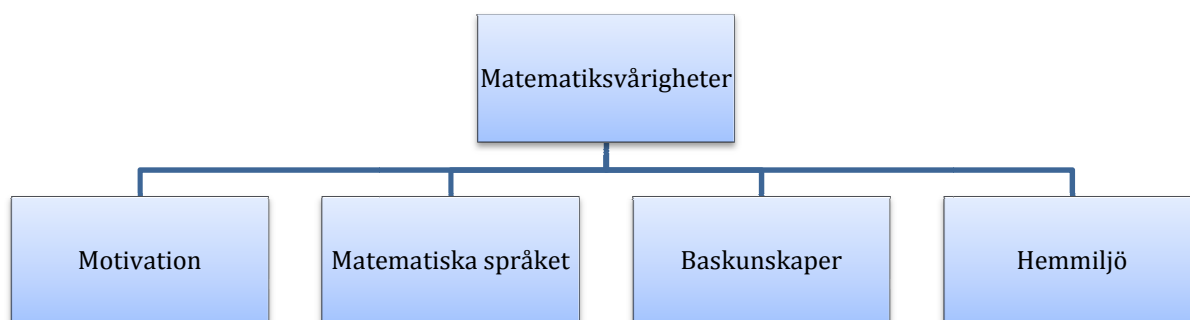 Matematiksvårigheter
Motivation
Matematiska språket
Baskunskaper
Hemmiljö